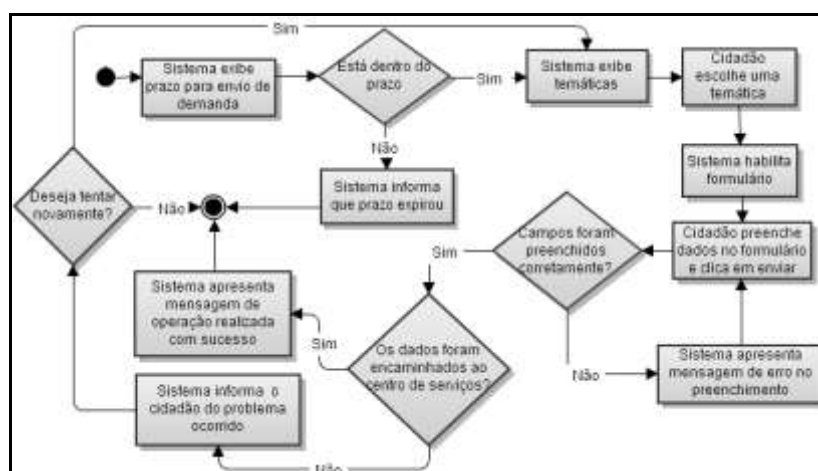 Sim
Sistema exibe
prazo para envio de
demanda
Está dentro do
prazo
Sim
Sistema exibe
temáticas
Cidadão
escolhe uma
temática
Não
Sistema habilita
formulário
Deseja tentar
novamente?
Não
Sistema informa
que prazo expirou
Campos foram
preenchidos
corretamente?
Cidadão preenche
dados no formulário
e clica em enviar
Sim
Sistema apresenta
mensagem de
operação realizada
com sucesso
Sim
Os dados foram
encaminhados ao
centro de serviços?
Não
Sistema apresenta
mensagem de erro no
preenchimento
Sistema informa o
cidadão do problema
ocorrido
Não